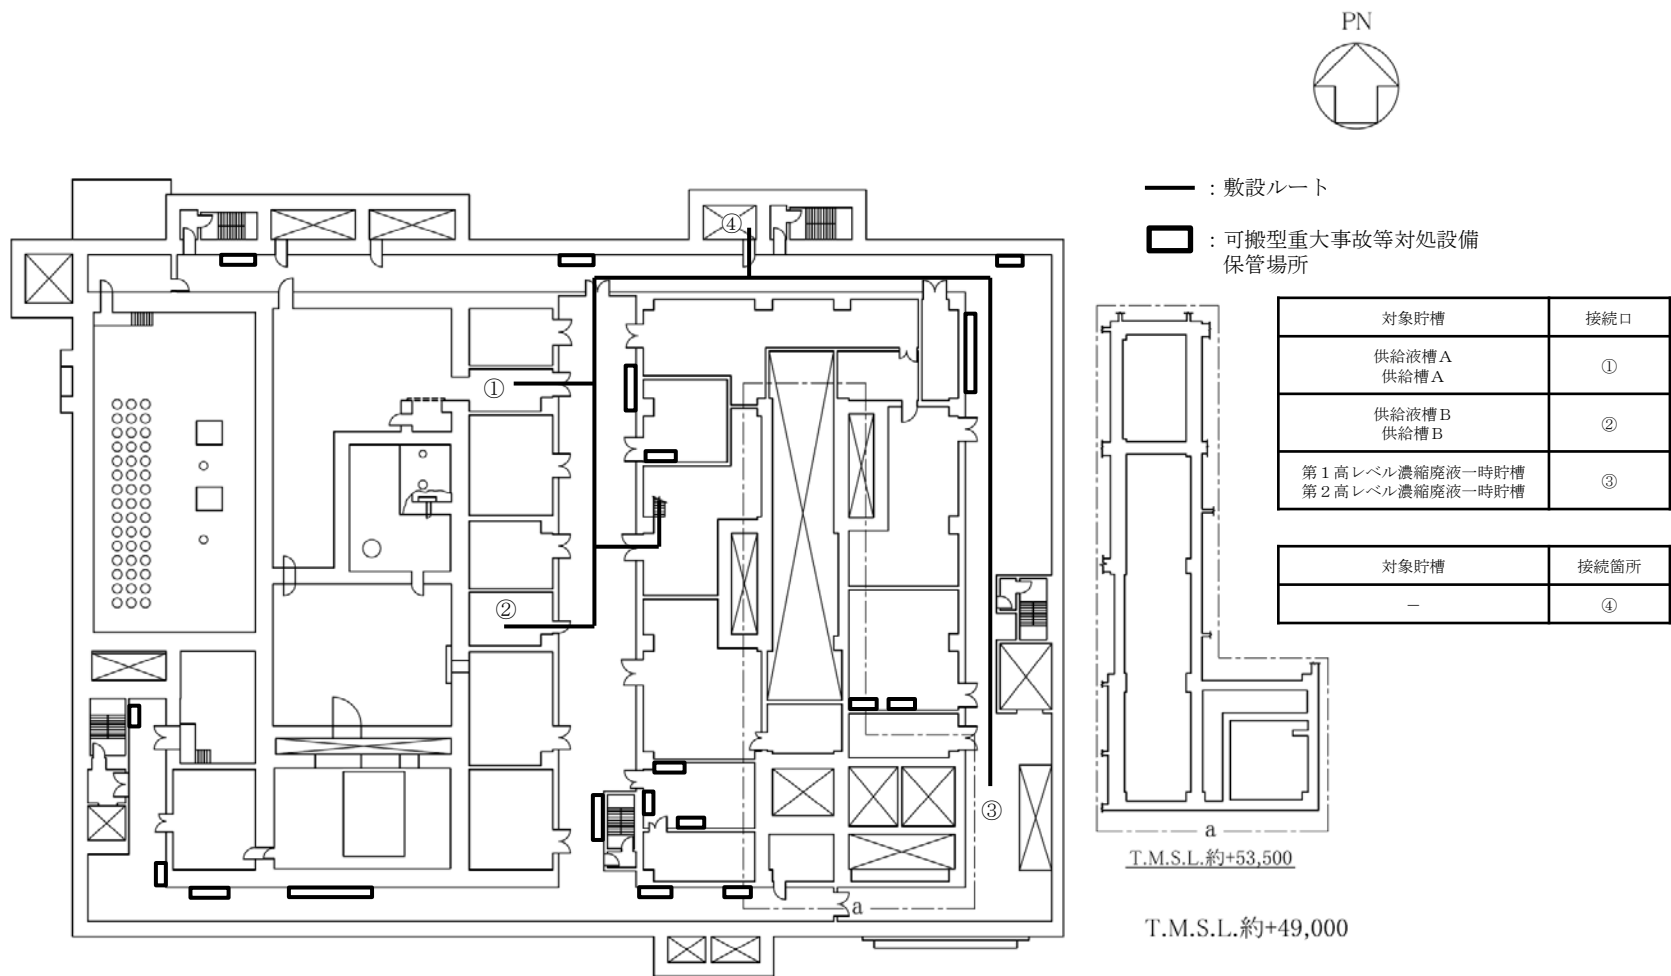 PN
：敷設ルート
：可搬型重大事故等対処設備
保管場所
対象貯槽 接続口
供給液槽Ａ
供給槽Ａ
①
供給液槽Ｂ
供給槽Ｂ
②
第１高レベル濃縮廃液一時貯槽
第２高レベル濃縮廃液一時貯槽
③
対象貯槽 接続箇所
－ ④
④
①
②
③
a
a
T.M.S.L.約+53,500
T.M.S.L.約+49,000